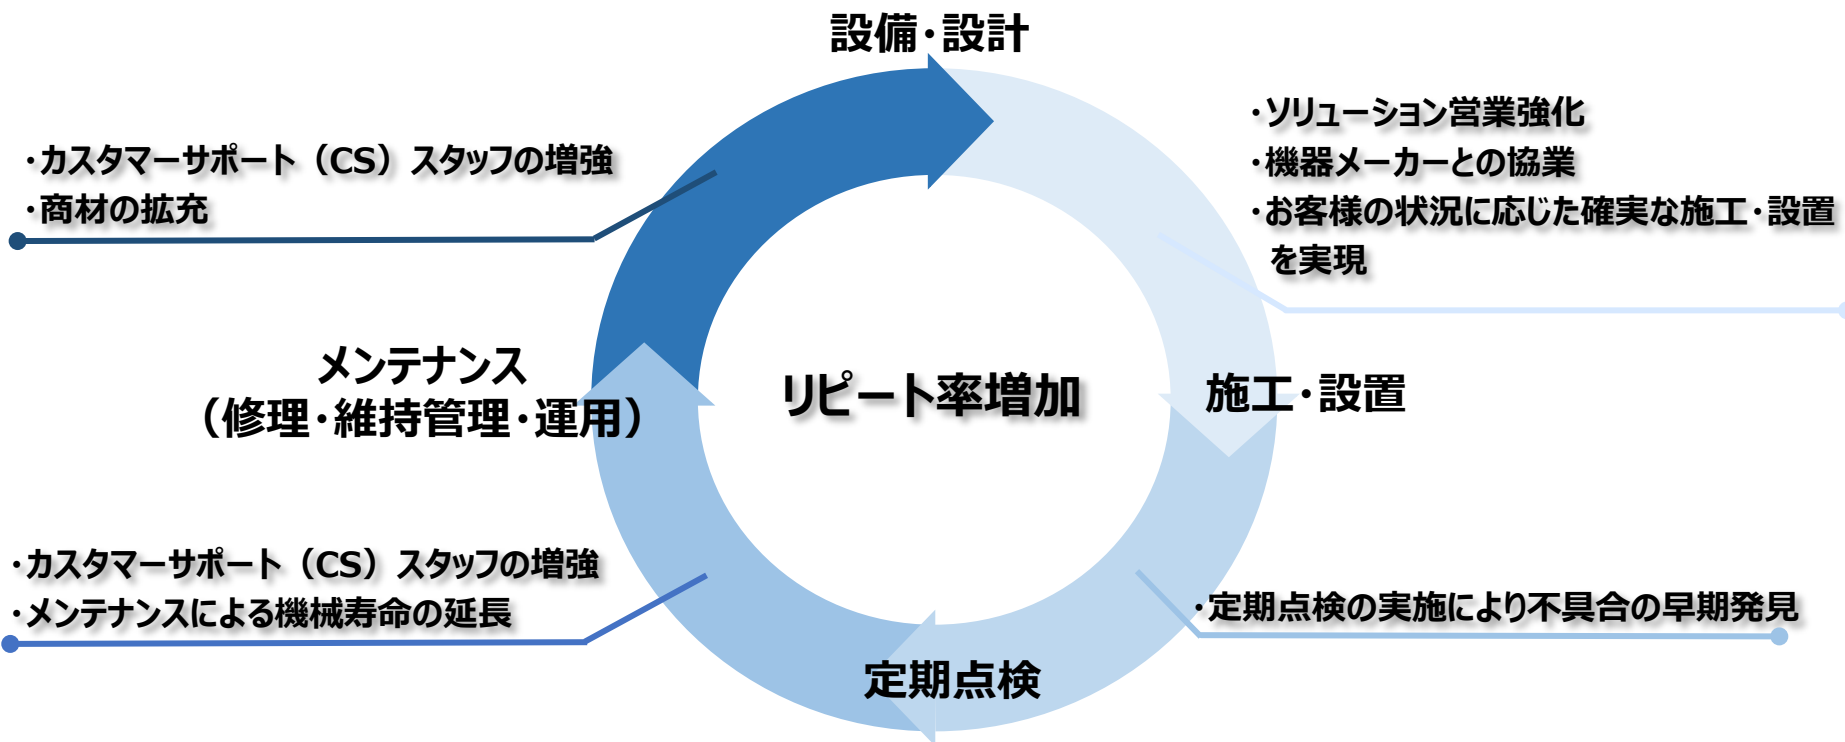 設備・設計
・ソリューション営業強化
・機器メーカーとの協業
・お客様の状況に応じた確実な施工・設置
を実現
・カスタマーサポート（CS）スタッフの増強
・商材の拡充
メンテナンス
（修理・維持管理・運用）
リピート率増加
施工・設置
・カスタマーサポート（CS）スタッフの増強
・メンテナンスによる機械寿命の延長
・定期点検の実施により不具合の早期発見
定期点検